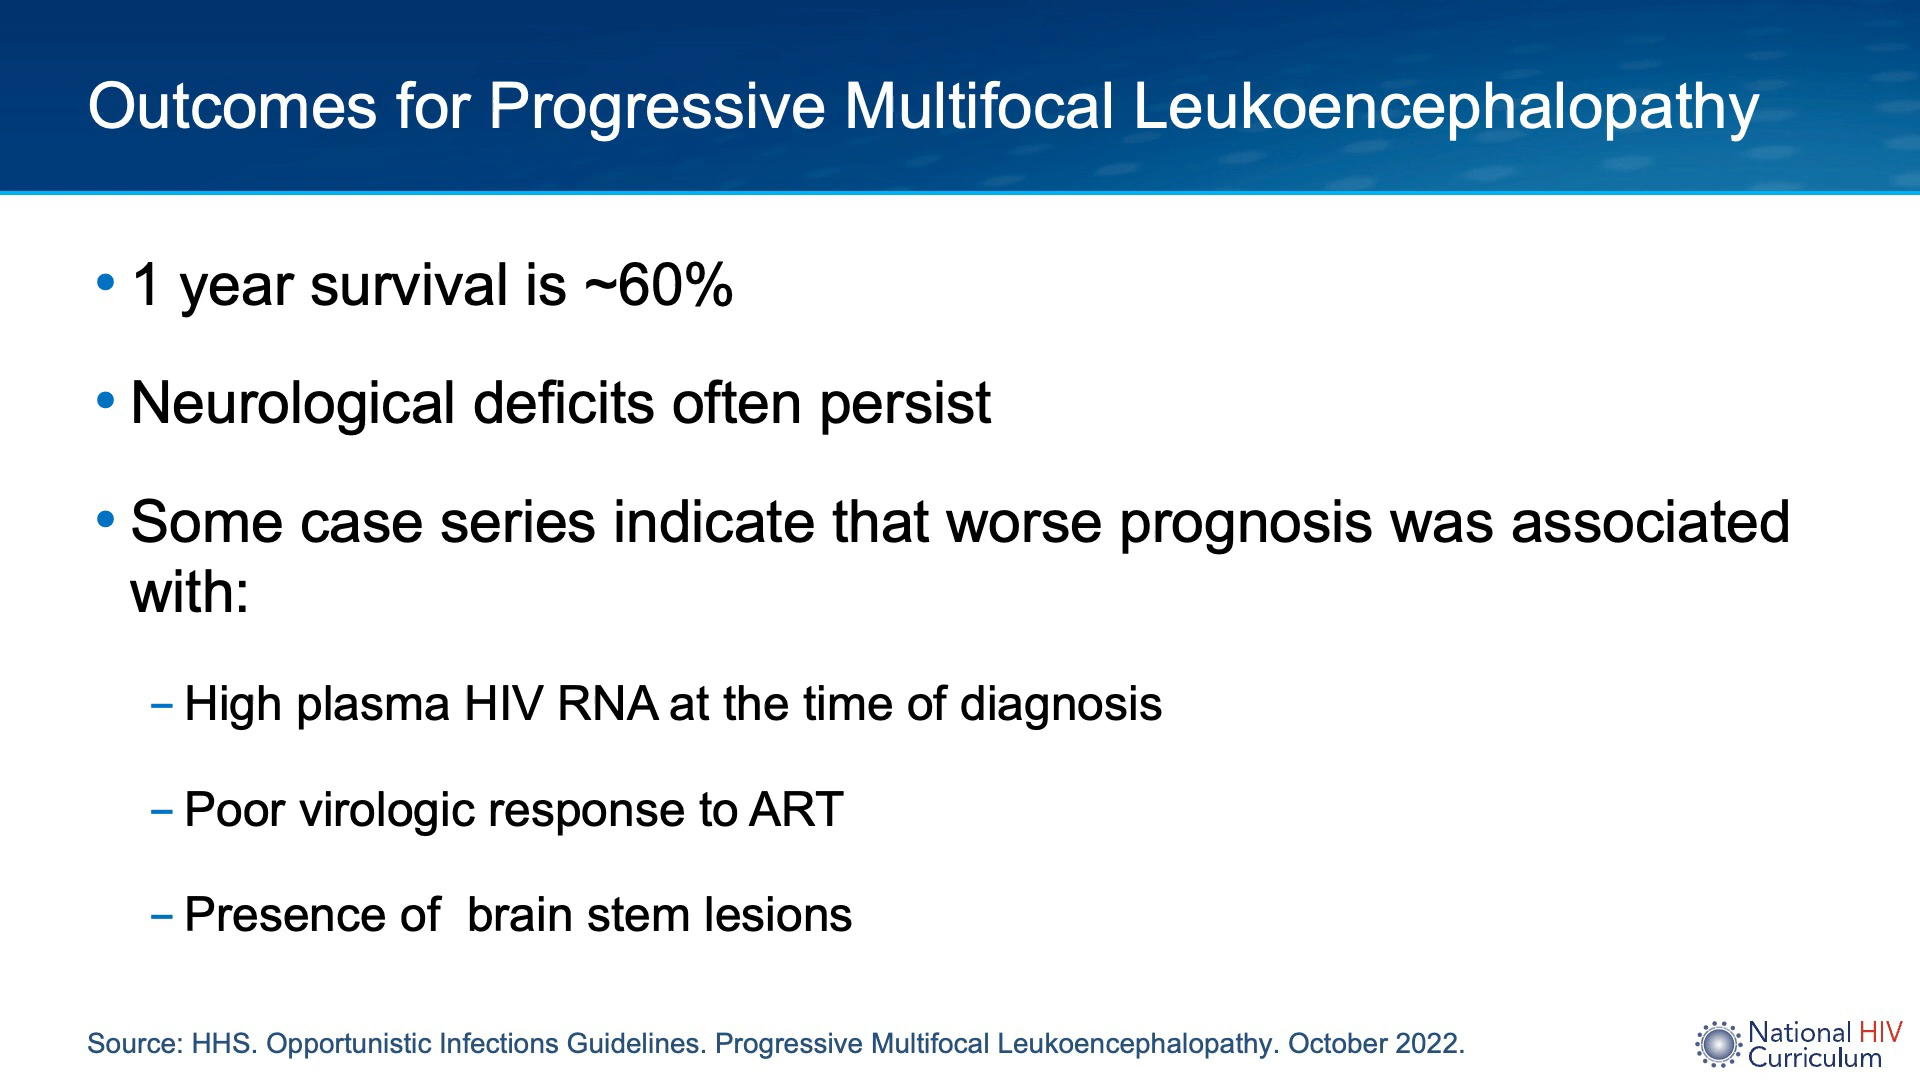 Outcomes for Progressive Multifocal Leukoencephalopathy
• 1 year survival is ~60%
• Neurological deficits often persist
• Some case series indicate that worse prognosis was associated
with:
– High plasma HIV RNA at the time of diagnosis
– Poor virologic response to ART
– Presence of  brain stem lesions
Source: HHS. Opportunistic Infections Guidelines. Progressive Multifocal Leukoencephalopathy. October 2022.
National HIV
Curriculum